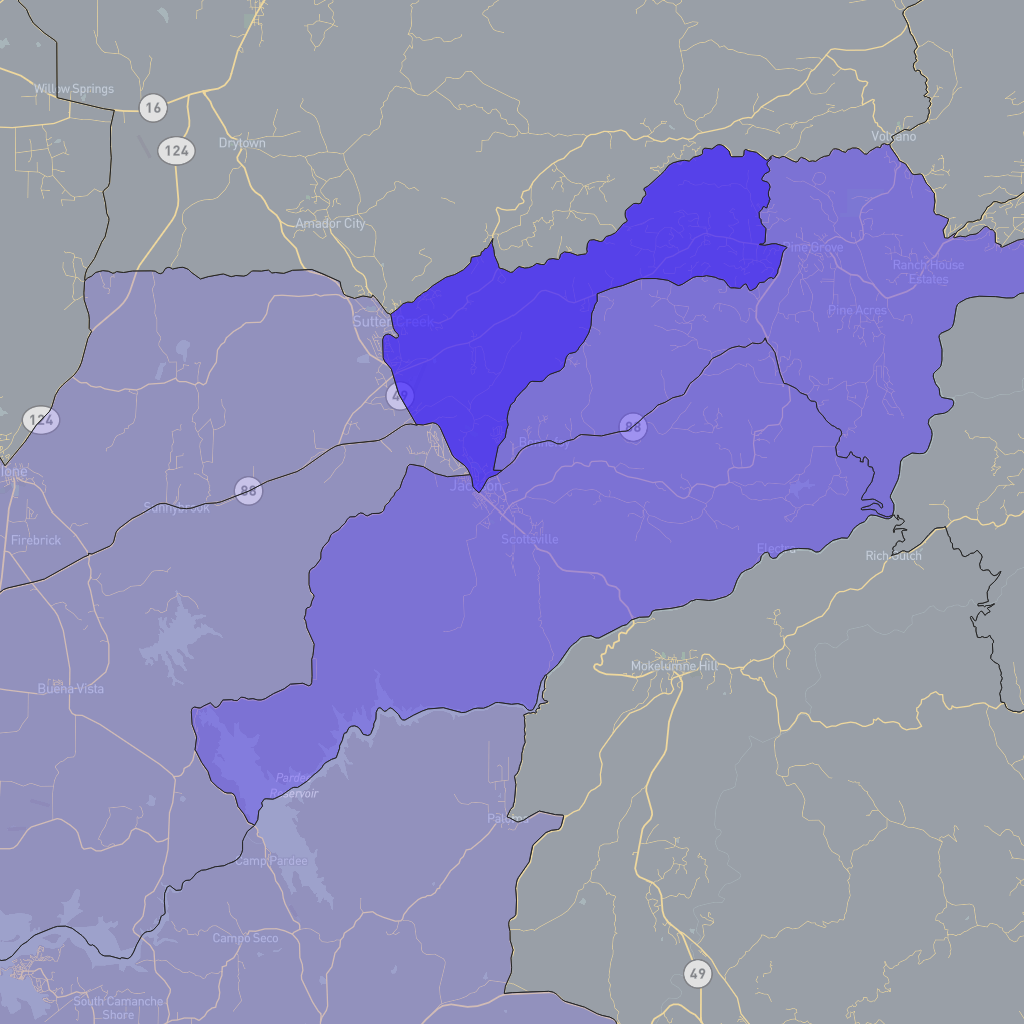 Willow Springs
16
Volcano
124
Drytown
Amador City
Pine Grove
Ranch House
Estates
Pine Acres
Sutter Creek
49
124
88
Ione
Jackson
88
Sunnybrook
Firebrick
Scottsville
Electra
Rich Gulch
Mokelumne Hill
Buena Vista
Pardee
Reservoir
Paloma
Camp Pardee
Campo Seco
49
South Camanche
Shore